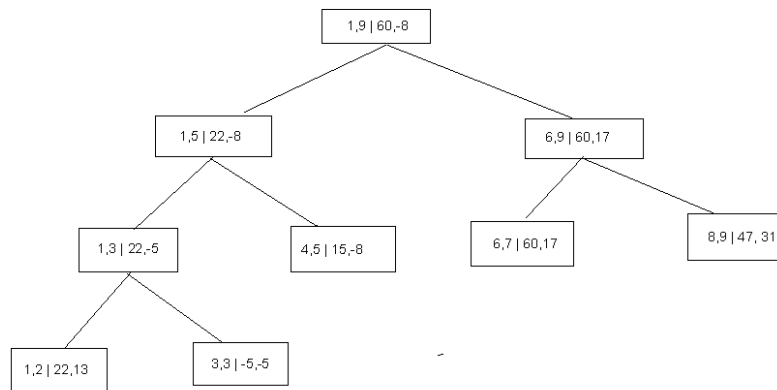 1,9 | 60,-8
1,5 | 22,-8
6,9 | 60,17
1,3 | 22,-5
4,5 | 15,-8
6,7 | 60,17
8,9 | 47, 31
1,2 | 22,13
3,3 | -5,-5